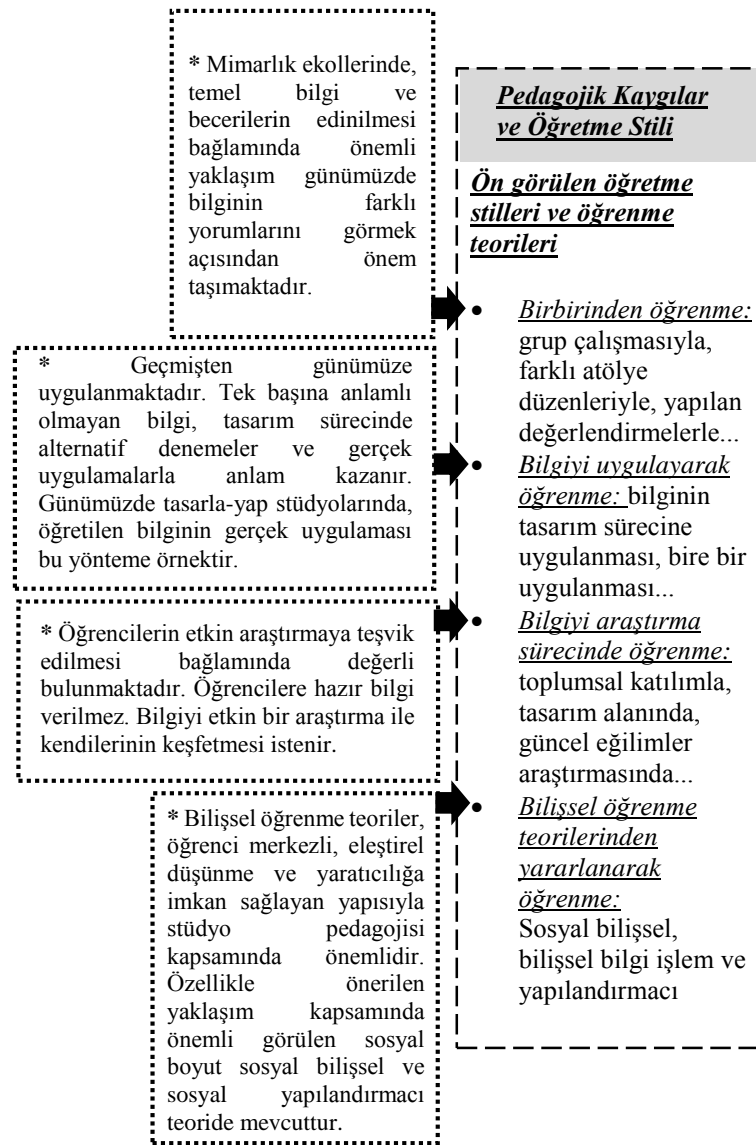 * Mimarlık ekollerinde,
temel bilgi ve
becerilerin edinilmesi
bağlamında önemli
yaklaşım günümüzde
bilginin farklı
yorumlarını görmek
açısından önem
taşımaktadır.
* Geçmişten günümüze
uygulanmaktadır. Tek başına anlamlı
olmayan bilgi, tasarım sürecinde
alternatif denemeler ve gerçek
uygulamalarla anlam kazanır.
Günümüzde tasarla-yap stüdyolarında,
öğretilen bilginin gerçek uygulaması
bu yönteme örnektir.
* Öğrencilerin etkin araştırmaya teşvik
edilmesi bağlamında değerli
bulunmaktadır. Öğrencilere hazır bilgi
verilmez. Bilgiyi etkin bir araştırma ile
kendilerinin keşfetmesi istenir.
* Bilişsel öğrenme teoriler,
öğrenci merkezli, eleştirel
düşünme ve yaratıcılığa
imkan sağlayan yapısıyla
stüdyo pedagojisi
kapsamında önemlidir.
Özellikle önerilen
yaklaşım kapsamında
önemli görülen sosyal
boyut sosyal bilişsel ve
sosyal yapılandırmacı
teoride mevcuttur.
Pedagojik Kaygılar
ve Öğretme Stili
Ön görülen öğretme
stilleri ve öğrenme
teorileri
• Birbirinden öğrenme:
grup çalışmasıyla,
farklı atölye
düzenleriyle, yapılan
değerlendirmelerle...
• Bilgiyi uygulayarak
öğrenme: bilginin
tasarım sürecine
uygulanması, bire bir
uygulanması...
• Bilgiyi araştırma
sürecinde öğrenme:
toplumsal katılımla,
tasarım alanında,
güncel eğilimler
araştırmasında...
• Bilişsel öğrenme
teorilerinden
yararlanarak
öğrenme:
Sosyal bilişsel,
bilişsel bilgi işlem ve
yapılandırmacı